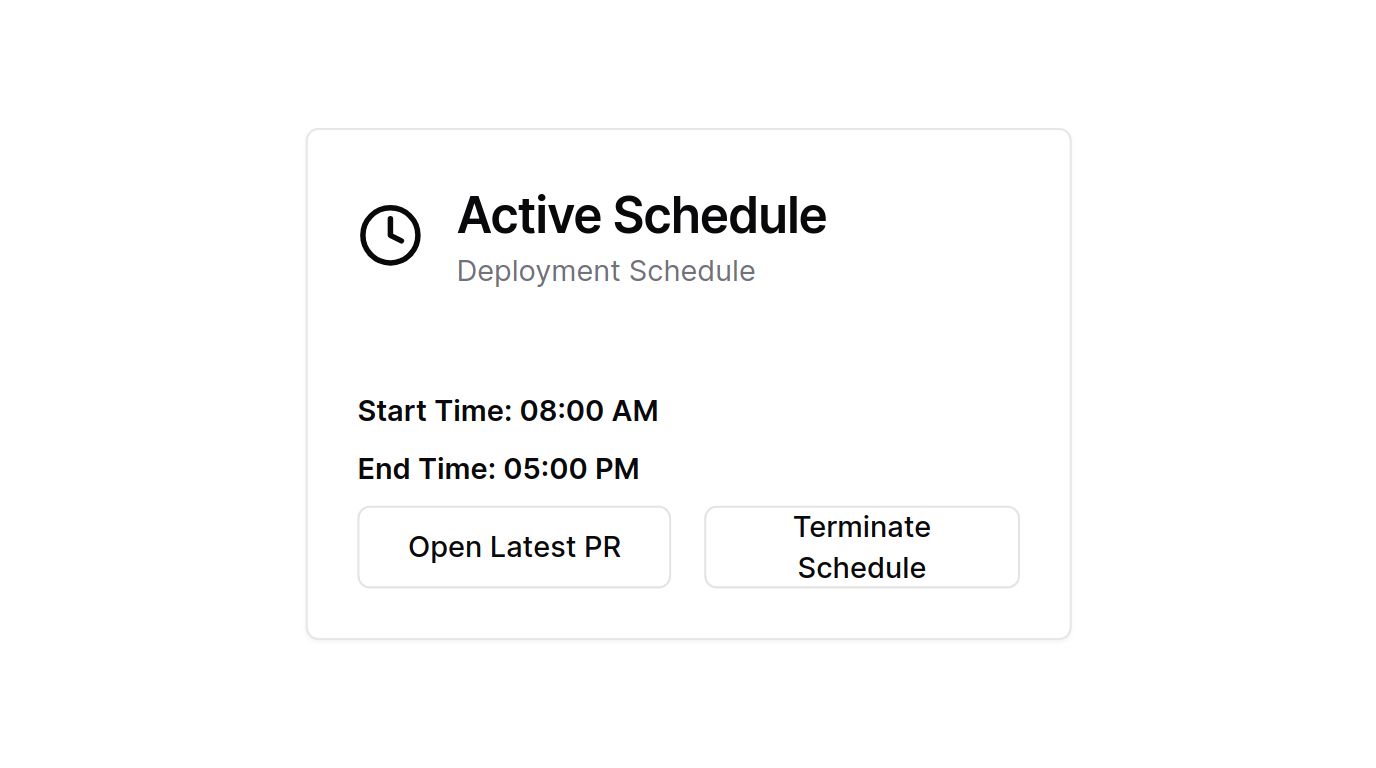 Active Schedule
Deployment Schedule
Start Time: 08:00 AM
End Time: 05:00 PM
Open Latest PR
Terminate
Schedule